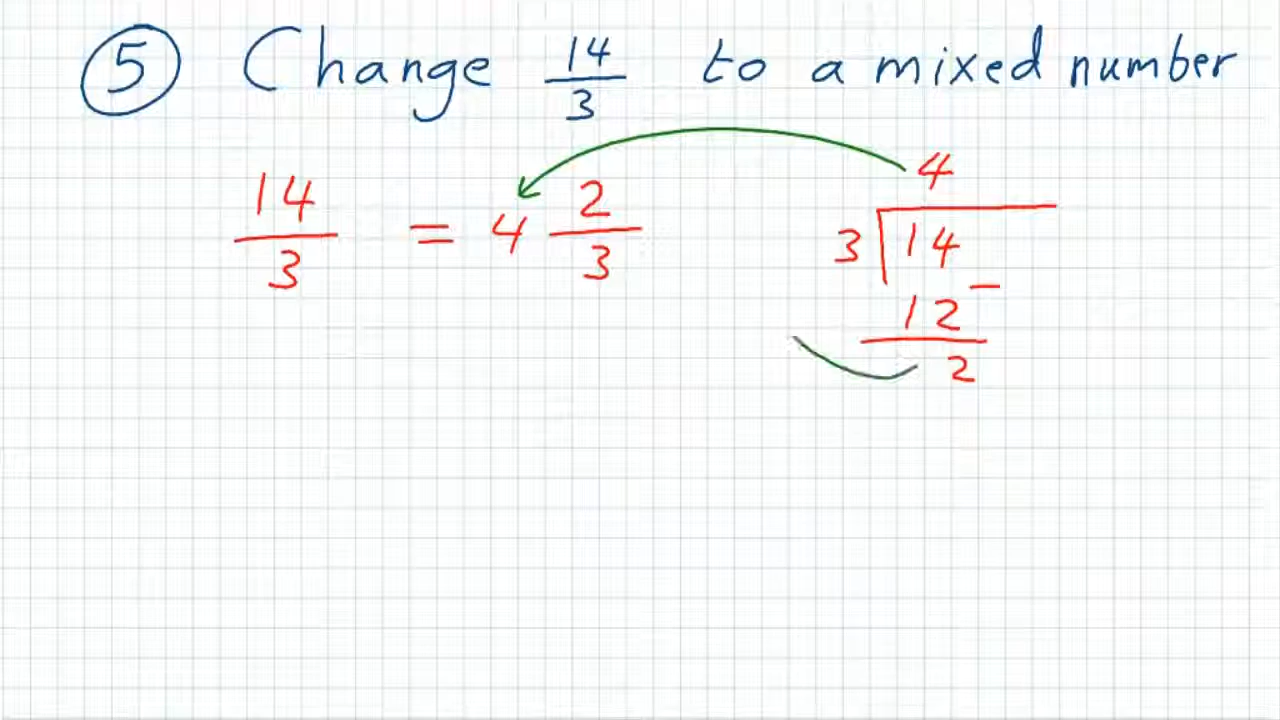 5 Change 14/3 to a mixed number
14/3 = 4 2/3
4
3 14
12 -
2